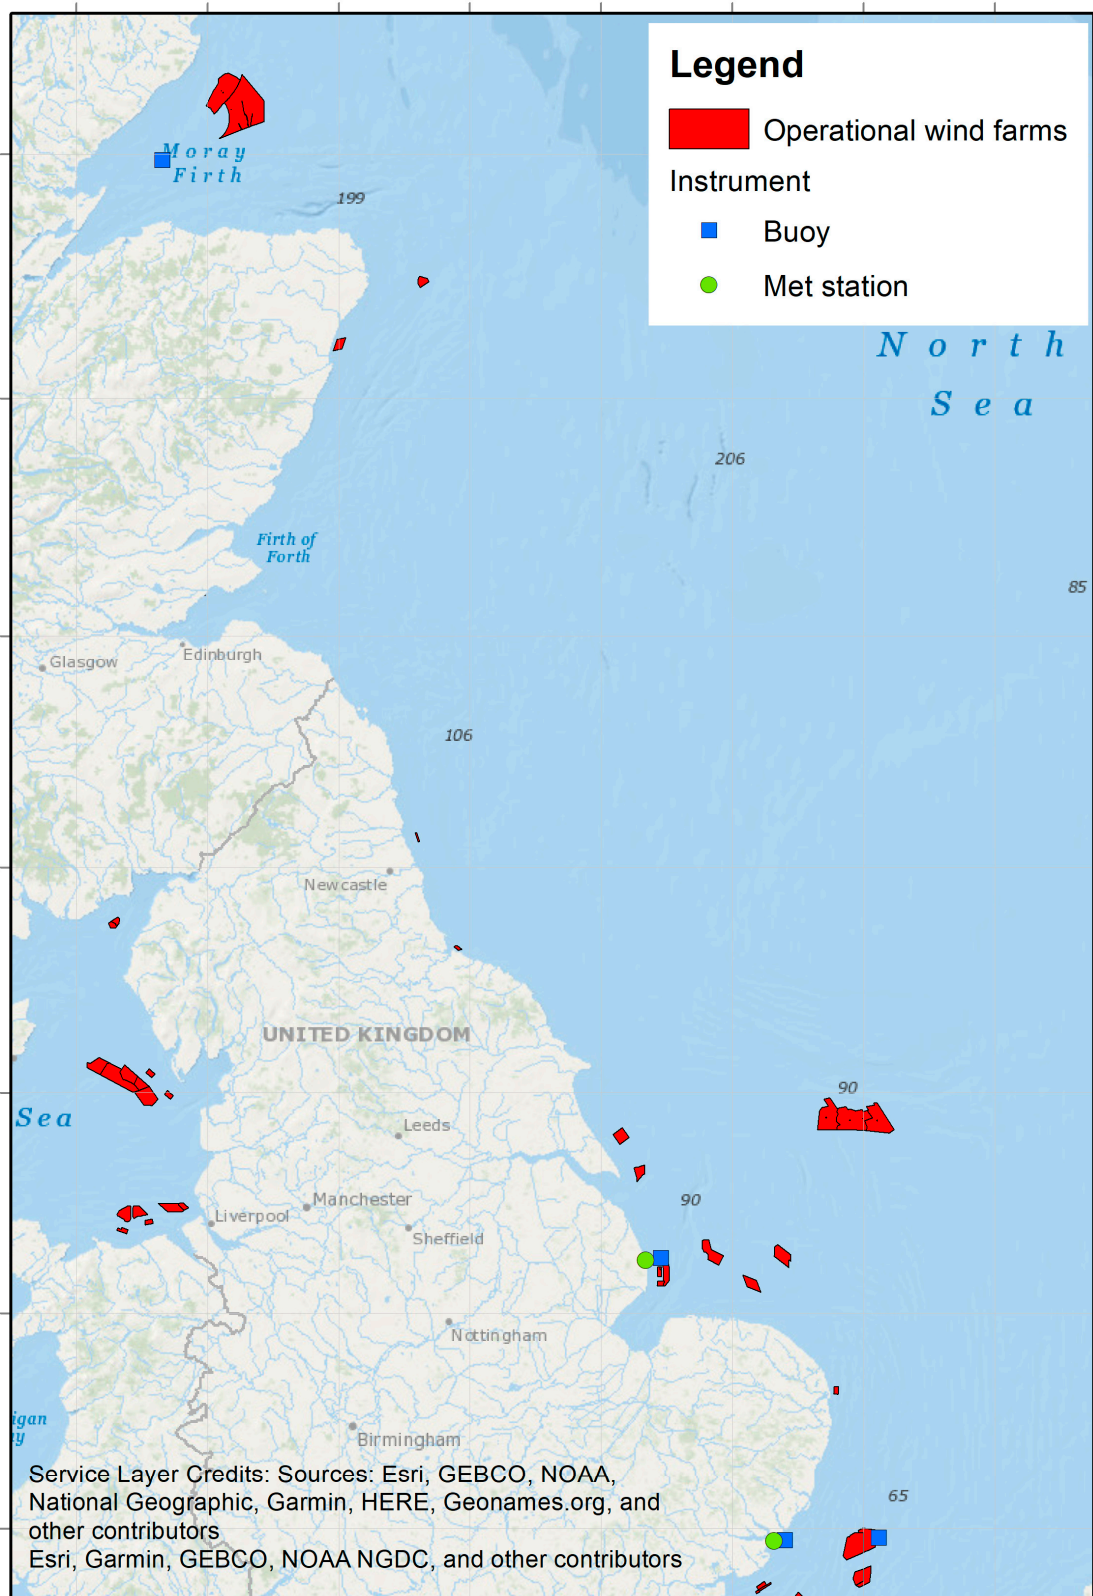 Legend
Operational wind farms
Instrument
Buoy
Met station
Moray
Firth
199
North
Sea
206
Firth of
Forth
85
Glasgow
Edinburgh
106
Newcastle
UNITED KINGDOM
90
Sea
Leeds
Manchester
90
Liverpool
Sheffield
Nottingham
igan
Birmingham
Service Layer Credits: Sources: Esri, GEBCO, NOAA,
National Geographic, Garmin, HERE, Geonames.org, and
other contributors
Esri, Garmin, GEBCO, NOAA NGDC, and other contributors
65